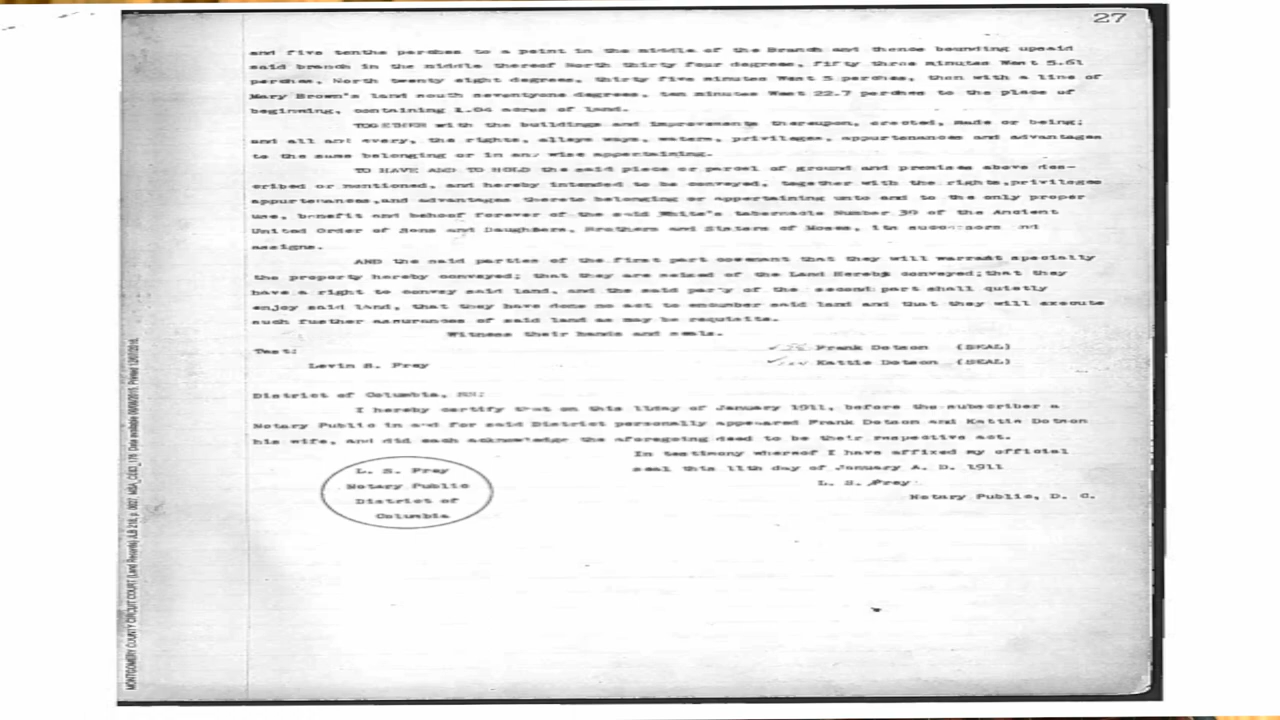 27
and five tenths perches to a point in the middle of the Branch and thence bounding upsaid
said branch in the middle thereof North thirty four degrees, fifty three minutes West 5.61
perches, North twenty eight degrees, thirty five minutes West 5 perches, then with a line of
Mary Brown's land south seventyone degrees, ten minutes West 22.7 perches to the place of
beginning, containing 1.04 acres of land.
TOGETHER with the buildings and improvements thereupon, erected, made or being;
and all and every, the rights, alleys ways, waters, privileges, appurtenances and advantages
to the same belonging or in any wise appertaining.
TO HAVE AND TO HOLD the said piece or parcel of ground and premises above des-
cribed or mentioned, and hereby intended to be conveyed, together with the rights,privileges
appurtenances,and advantages thereto belonging or appertaining unto and to the only proper
use, benefit and behoof forever of the said White's tabernacle Number 39 of the Ancient
United Order of Sons and Daughters, Brothers and Sisters of Moses, its successors and
assigns.
AND the said parties of the first part covenant that they will warrant specially
the property hereby conveyed; that they are seized of the Land Hereby conveyed;that they
have a right to convey said land, and the said party of the second part shall quietly
enjoy said land, that they have done no act to encumber said land and that they will execute
such further assurances of said land as may be requisite.
Witness their hands and seals.
Test:
Frank Dotson (SEAL)
Levin S. Frey
Kattie Dotson (SEAL)
District of Columbia, SS:
I hereby certify that on this 11day of January 1911, before the subscriber a
Notary Public in and for said District personally appeared Frank Dotson and Kattie Dotson
his wife, and did each acknowledge the aforegoing deed to be their respective act.
In testimony whereof I have affixed my official
seal this 11th day of January A. D. 1911
L. S. Frey
Notary Public, D. C.
L. S. Frey
Notary Public
District of
Columbia
MONTGOMERY COUNTY CIRCUIT COURT (Land Records) JLB 218, p. 0027, MSA_CE63_176. Date available 06/08/2015. Printed